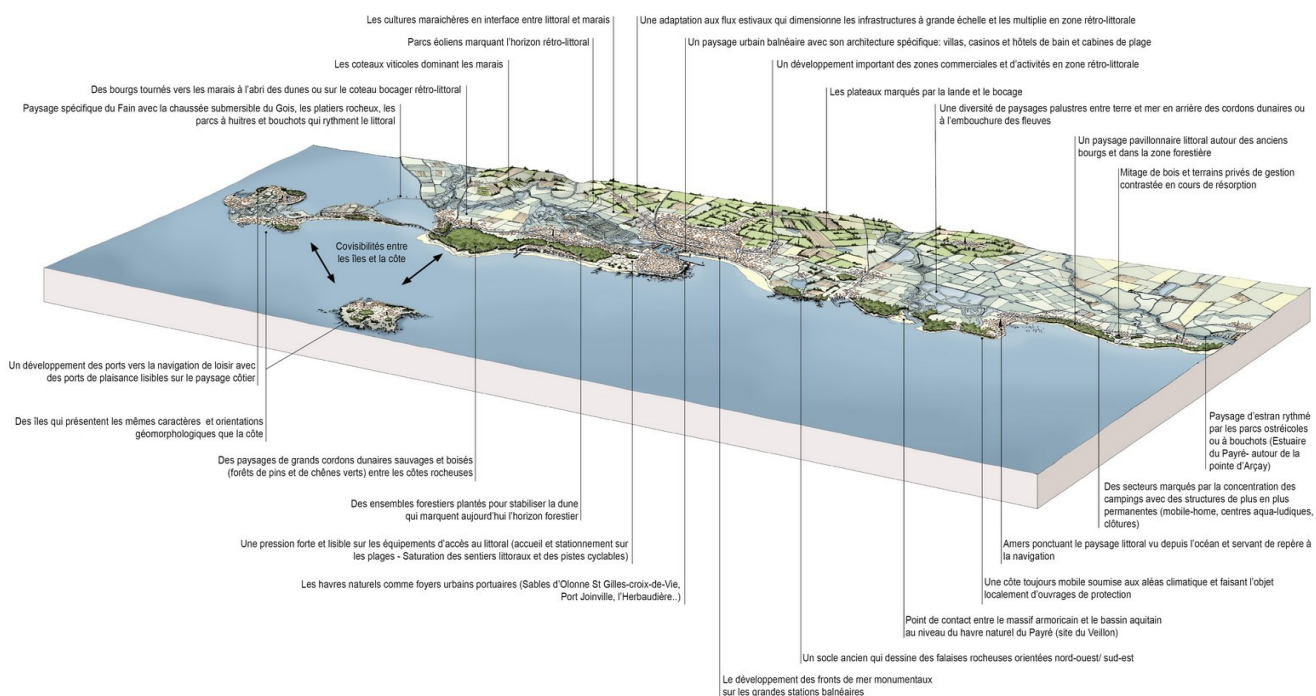 Les cultures maraichères en interface entre littoral et marais
Une adaptation aux flux estivaux qui dimensionne les infrastructures à grande échelle et les multiplie en zone rétro-littorale
Parcs éoliens marquant l'horizon rétro-littoral
Un paysage urbain balnéaire avec son architecture spécifique: villas, casinos et hôtels de bain et cabines de plage
Les coteaux viticoles dominant les marais
Un développement important des zones commerciales et d'activités en zone rétro-littorale
Des bourgs tournés vers les marais à l'abri des dunes ou sur le coteau bocager rétro-littoral
Les plateaux marqués par la lande et le bocage
Paysage spécifique du Fain avec la chaussée submersible du Gois, les platiers rocheux, les
parcs à huitres et bouchots qui rythment le littoral
Une diversité de paysages palustres entre terre et mer en arrière des cordons dunaires ou
à l'embouchure des fleuves
Un paysage pavillonnaire littoral autour des anciens
bourgs et dans la zone forestière
Mitage de bois et terrains privés de gestion
contrastée en cours de résorption
Covisibilités entre
les îles et la côte
Un développement des ports vers la navigation de loisir avec
des ports de plaisance lisibles sur le paysage côtier
Des îles qui présentent les mêmes caractères et orientations
géomorphologiques que la côte
Des paysages de grands cordons dunaires sauvages et boisés
(forêts de pins et de chênes verts) entre les côtes rocheuses
Des ensembles forestiers plantés pour stabiliser la dune
qui marquent aujourd'hui l'horizon forestier
Une pression forte et lisible sur les équipements d'accès au littoral (accueil et stationnement sur
les plages - Saturation des sentiers littoraux et des pistes cyclables)
Les havres naturels comme foyers urbains portuaires (Sables d'Olonne St Gilles-croix-de-Vie,
Port Joinville, l'Herbaudière..)
Paysage d'estran rythmé
par les parcs ostréicoles
ou à bouchots (Estuaire
du Payré- autour de la
pointe d'Arçay)
Des secteurs marqués par la concentration des
campings avec des structures de plus en plus
permanentes (mobile-home, centres aqua-ludiques,
clôtures)
Amers ponctuant le paysage littoral vu depuis l'océan et servant de repère à
la navigation
Une côte toujours mobile soumise aux aléas climatique et faisant l'objet
localement d'ouvrages de protection
Point de contact entre le massif armoricain et le bassin aquitain
au niveau du havre naturel du Payré (site du Veillon)
Un socle ancien qui dessine des falaises rocheuses orientées nord-ouest/ sud-est
Le développement des fronts de mer monumentaux
sur les grandes stations balnéaires